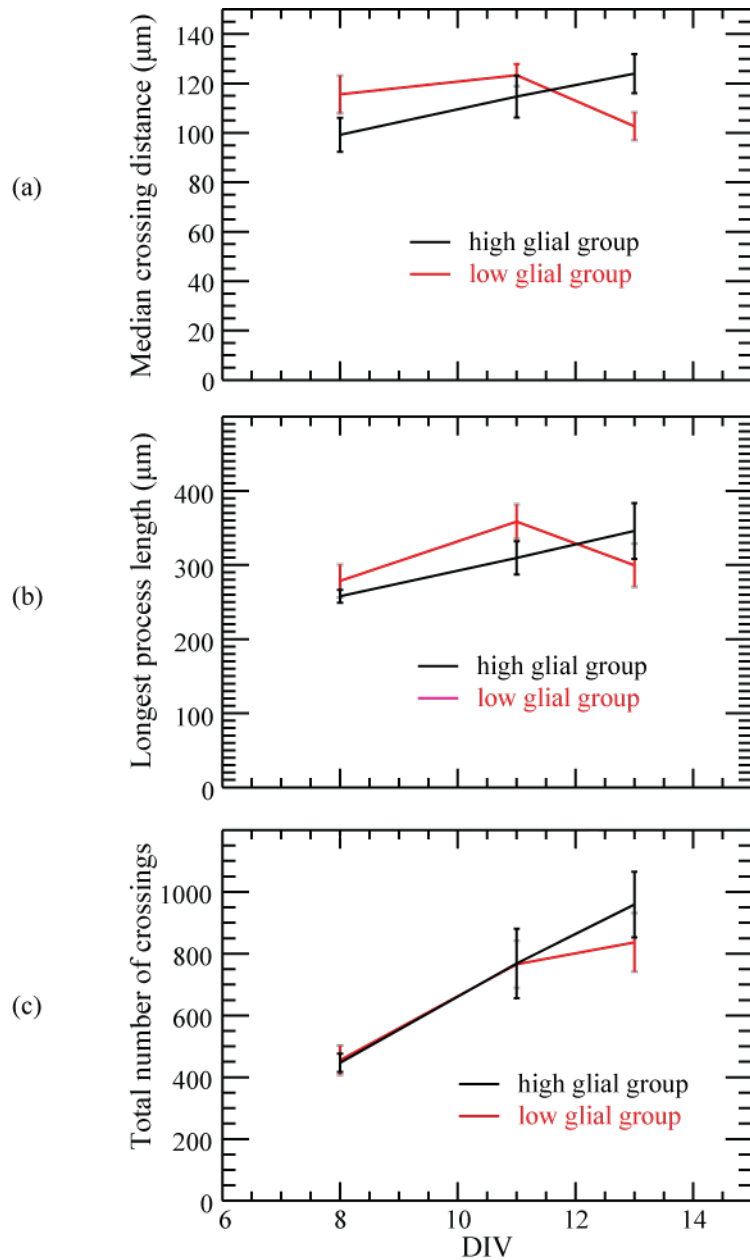 (a)
Median crossing distance (μm)
140
120
100
80
60
40
20
0
high glial group
low glial group
(b)
Longest process length (μm)
400
300
200
100
0
high glial group
low glial group
(c)
Total number of crossings
1000
800
600
400
200
0
high glial group
low glial group
6 8 10 12 14
DIV